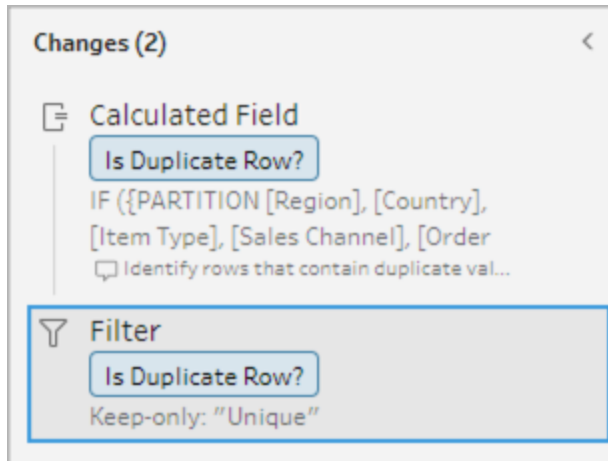 Changes (2)
Calculated Field
Is Duplicate Row?
IF ({PARTITION [Region], [Country],
[Item Type], [Sales Channel], [Order
Identify rows that contain duplicate val...
Filter
Is Duplicate Row?
Keep-only: "Unique"